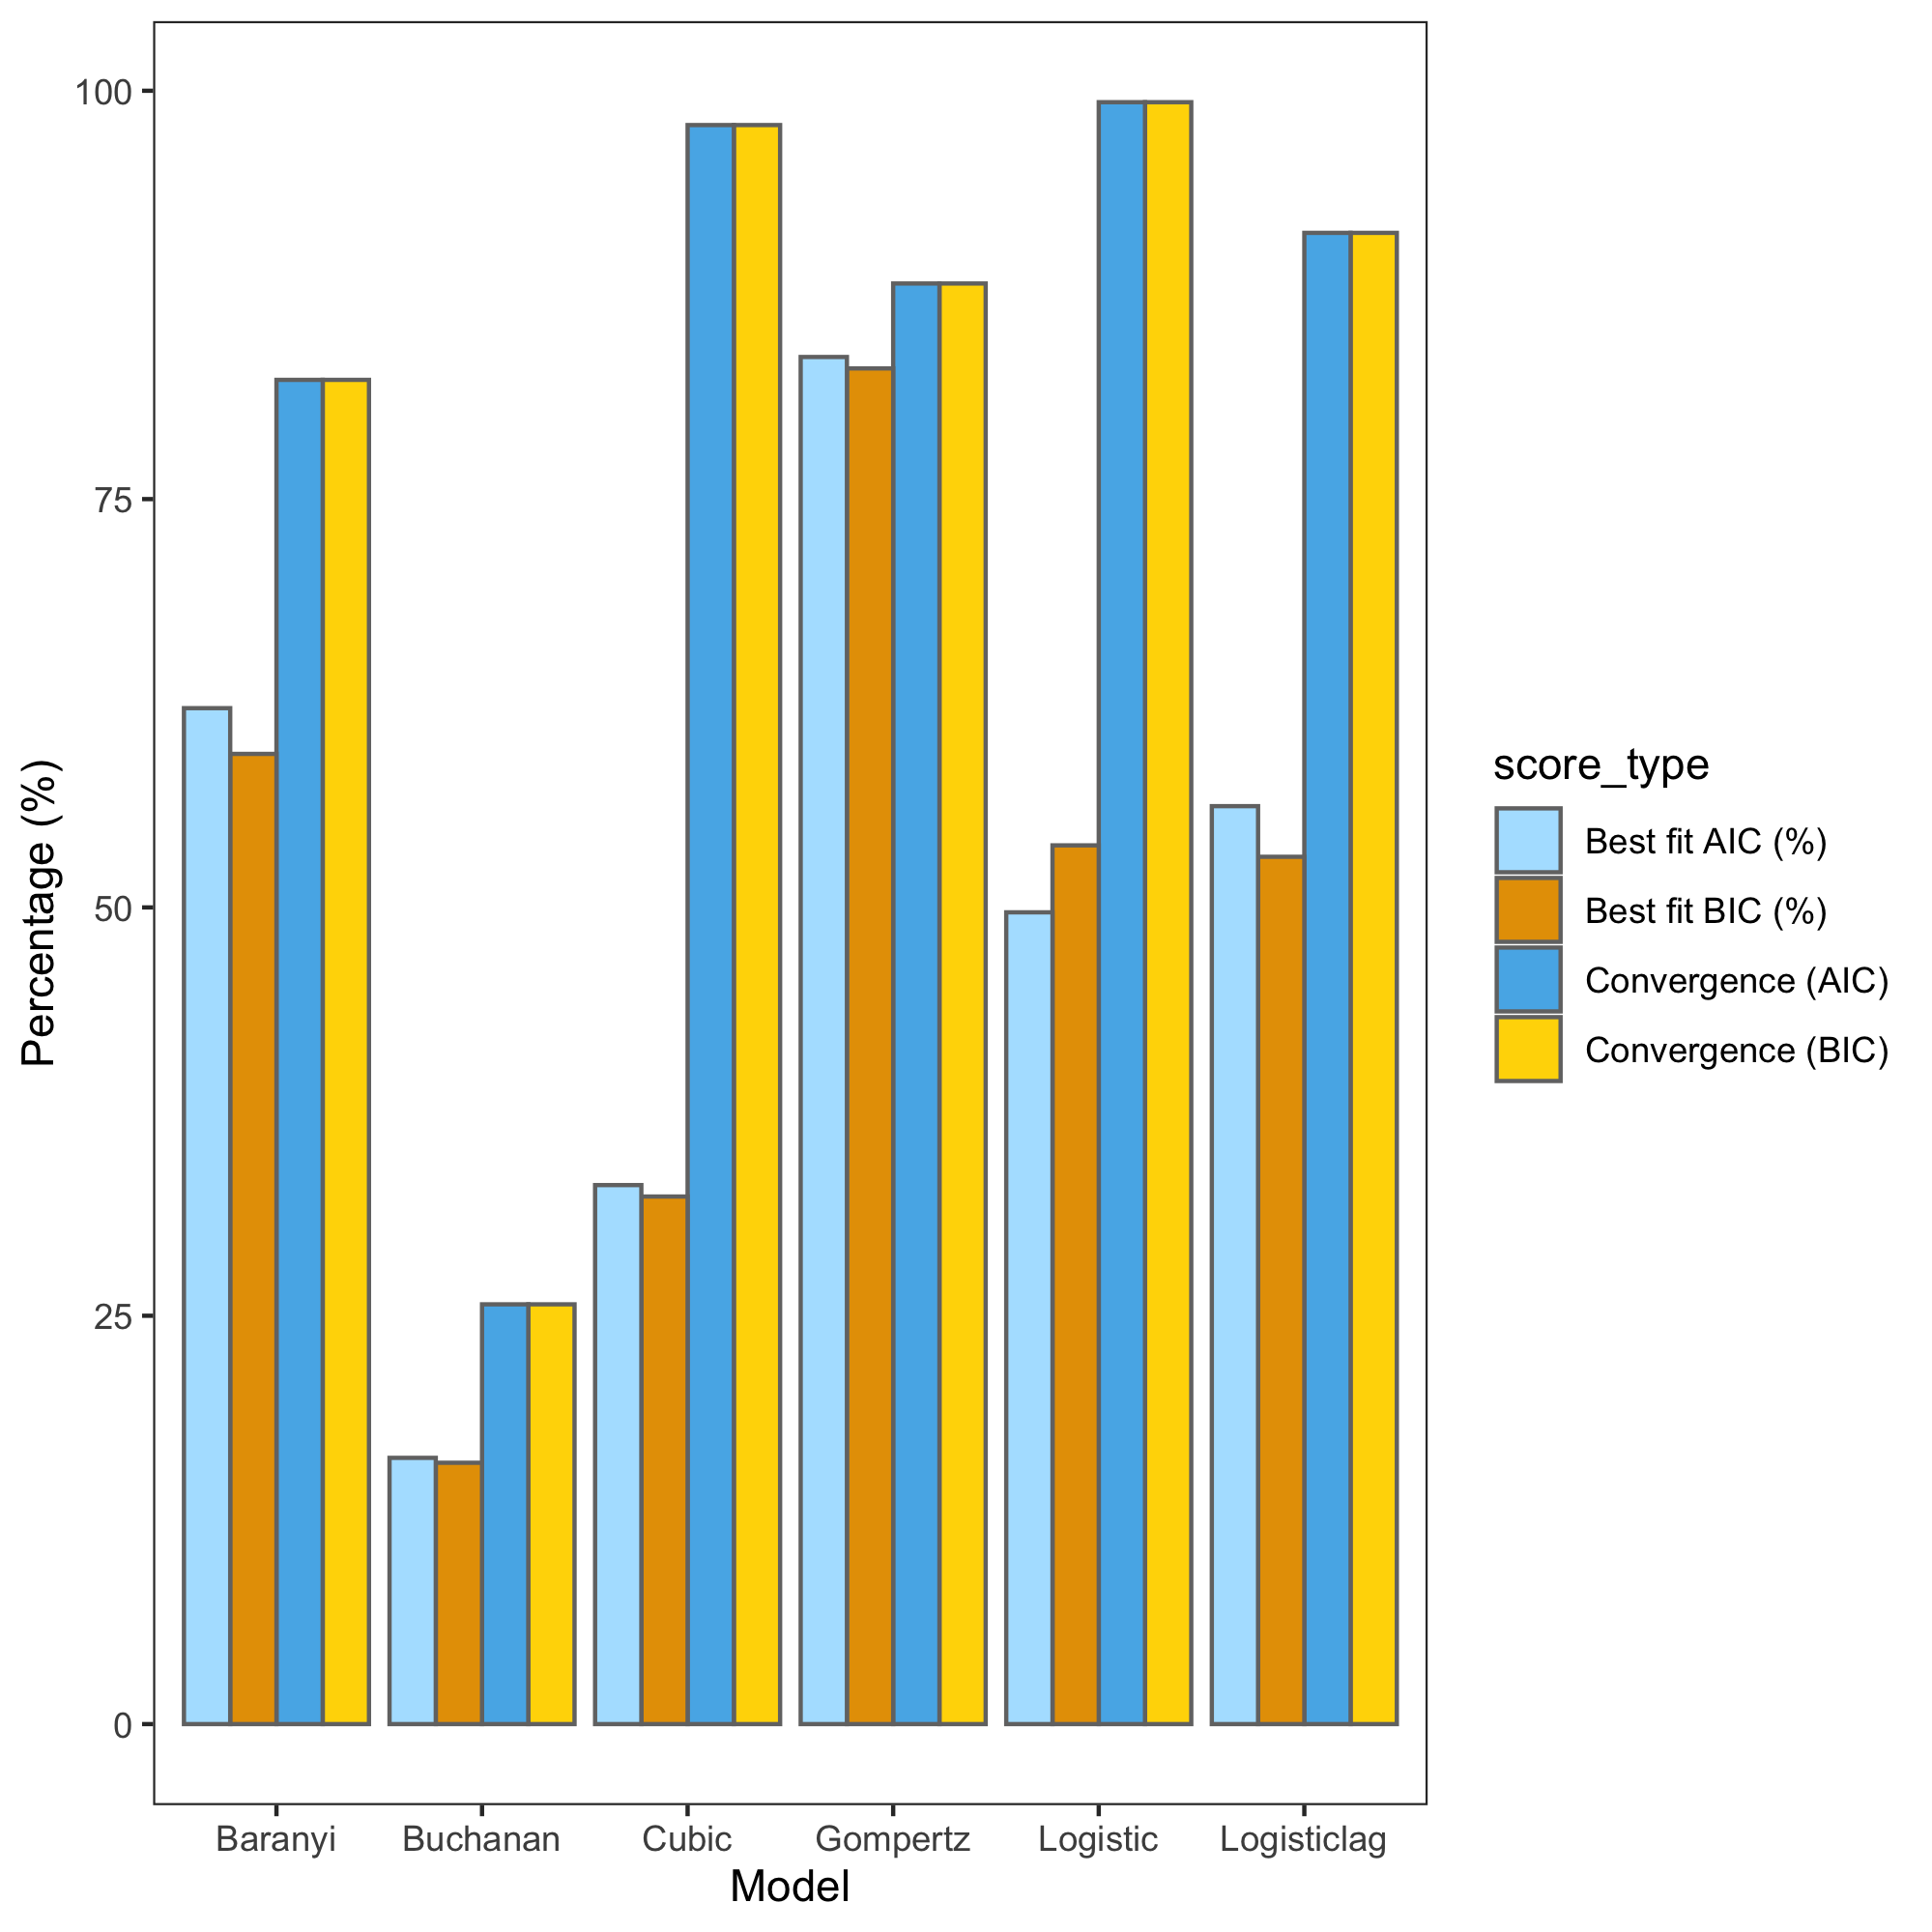 100
75
50
25
0
Percentage (%)
Baranyi Buchanan Cubic Gompertz Logistic Logisticlag
Model
score_type
Best fit AIC (%)
Best fit BIC (%)
Convergence (AIC)
Convergence (BIC)